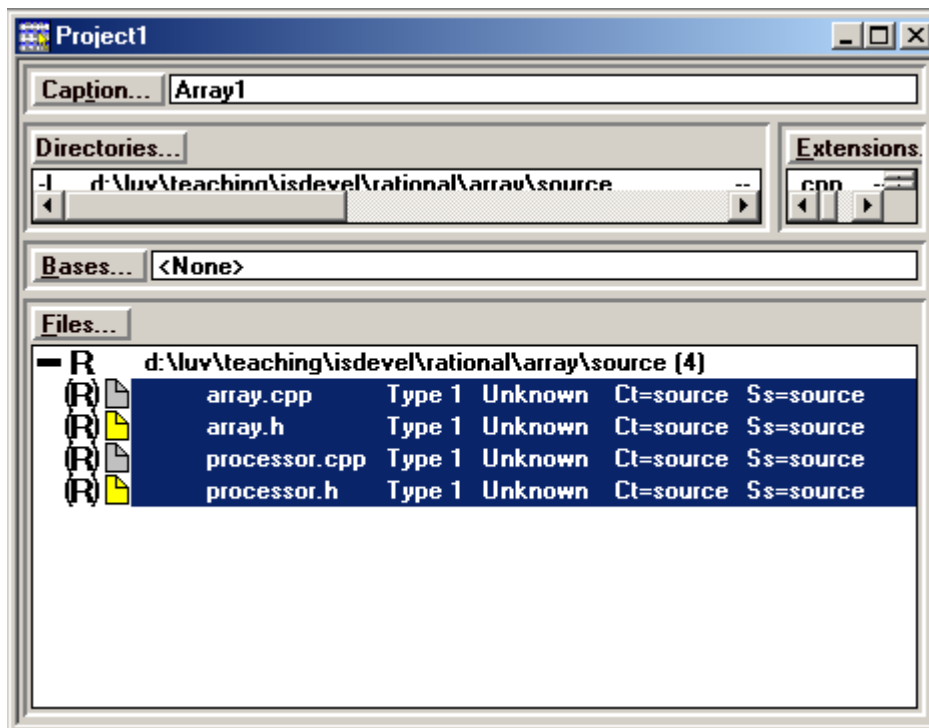 Project1
Caption... Array1
Directories... Extensions.
-I d:\luv\teaching\isdevel\rational\array\source -- cpp --
Bases... <None>
Files...
R d:\luv\teaching\isdevel\rational\array\source (4)
(R) array.cpp Type 1 Unknown Ct=source Ss=source
(R) array.h Type 1 Unknown Ct=source Ss=source
(R) processor.cpp Type 1 Unknown Ct=source Ss=source
(R) processor.h Type 1 Unknown Ct=source Ss=source